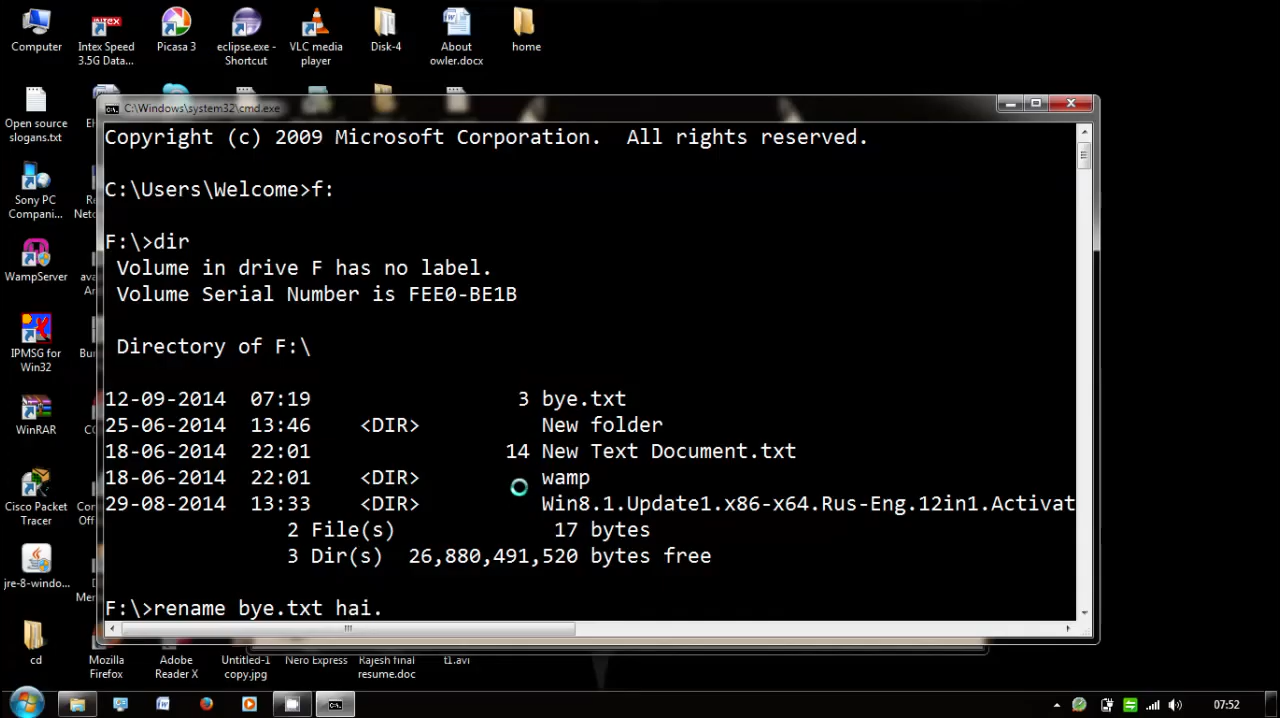 Computer
Intex Speed
3.5G Data...
Picasa 3
eclipse.exe -
Shortcut
VLC media
player
Disk-4
About
owler.docx
home
Open source
slogans.txt
Sony PC
Compani...
WampServer
IPMSG for
Win32
WinRAR
Cisco Packet
Tracer
jre-8-windo...
cd
C:\Windows\system32\cmd.exe
Copyright (c) 2009 Microsoft Corporation.  All rights reserved.
C:\Users\Welcome>f:
F:\>dir
Volume in drive F has no label.
Volume Serial Number is FEE0-BE1B
Directory of F:\
12-09-2014  07:19                 3 bye.txt
25-06-2014  13:46    <DIR>          New folder
18-06-2014  22:01                14 New Text Document.txt
18-06-2014  22:01    <DIR>          wamp
29-08-2014  13:33    <DIR>          Win8.1.Update1.x86-x64.Rus-Eng.12in1.Activat
2 File(s)             17 bytes
3 Dir(s)  26,880,491,520 bytes free
F:\>rename bye.txt hai.
Mozilla
Firefox
Adobe
Reader X
Untitled-1
copy.jpg
Nero Express
Rajesh final
resume.doc
t1.avi
07:52